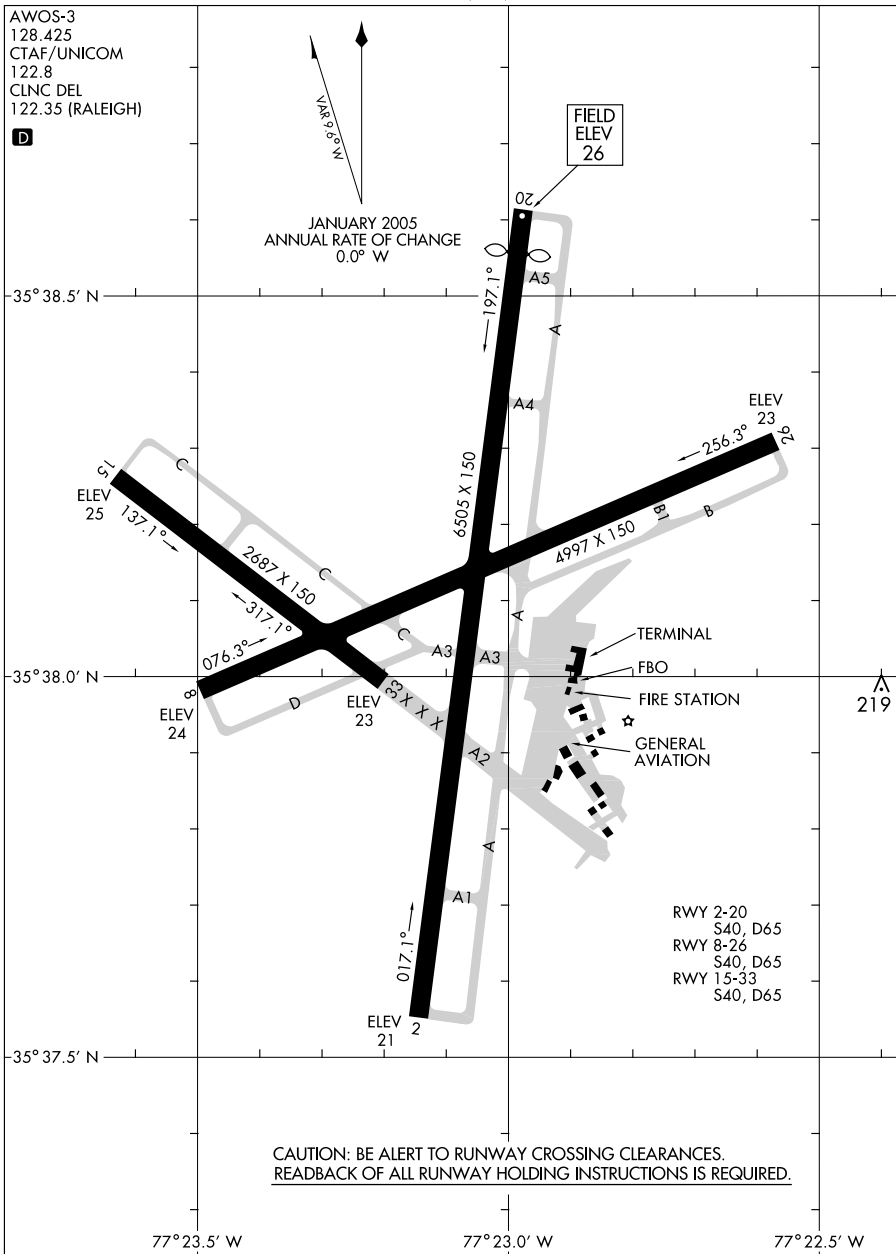 AWOS-3
128.425
CTAF/UNICOM
122.8
CLNC DEL
122.35 (RALEIGH)
D
VAR 9.6° W
JANUARY 2005
ANNUAL RATE OF CHANGE
0.0° W
FIELD
ELEV
26
20
A5
197.1°
35° 38.5' N
A
A4
ELEV
23
26
256.3°
6505 X 150
15
ELEV
25
137.1°
C
2687 X 150
C
317.1°
4997 X 150
B1
B
A
C
A3
A3
076.3°
TERMINAL
FBO
FIRE STATION
GENERAL
AVIATION
35° 38.0' N
8
ELEV
24
D
ELEV
23
33
X X X
A2
219
A
A1
017.1°
RWY 2-20
S40, D65
RWY 8-26
S40, D65
RWY 15-33
S40, D65
ELEV
21
2
35° 37.5' N
CAUTION: BE ALERT TO RUNWAY CROSSING CLEARANCES.
READBACK OF ALL RUNWAY HOLDING INSTRUCTIONS IS REQUIRED.
77° 23.5' W
77° 23.0' W
77° 22.5' W